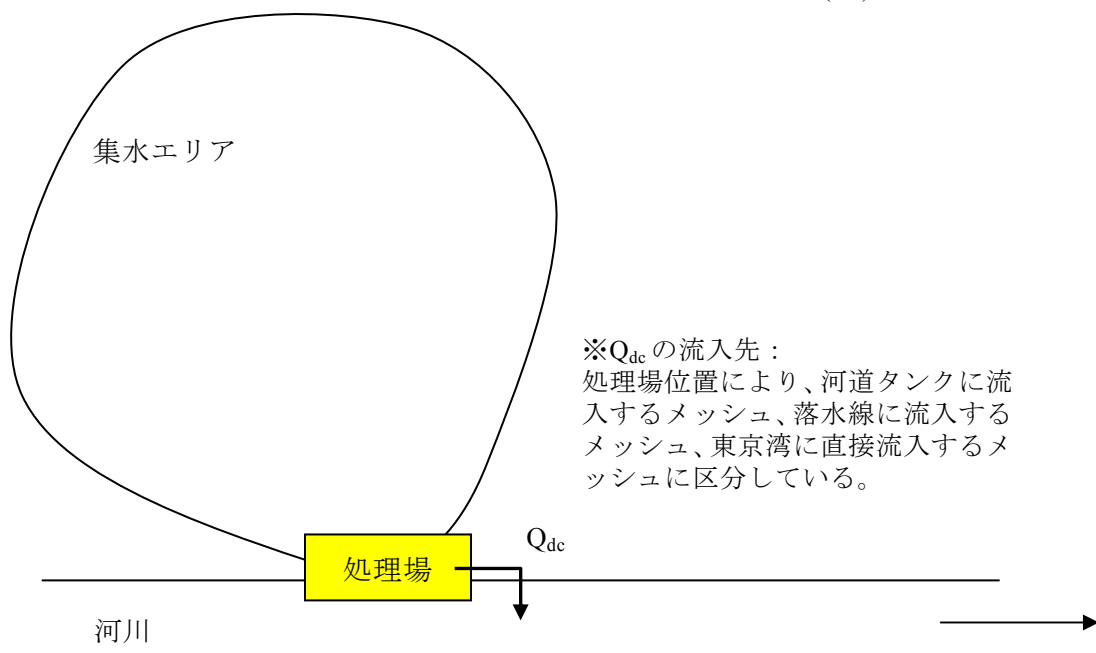 集水エリア
※Qdc の流入先：
処理場位置により、河道タンクに流
入するメッシュ、落水線に流入する
メッシュ、東京湾に直接流入するメ
ッシュに区分している。
Qdc
処理場
河川